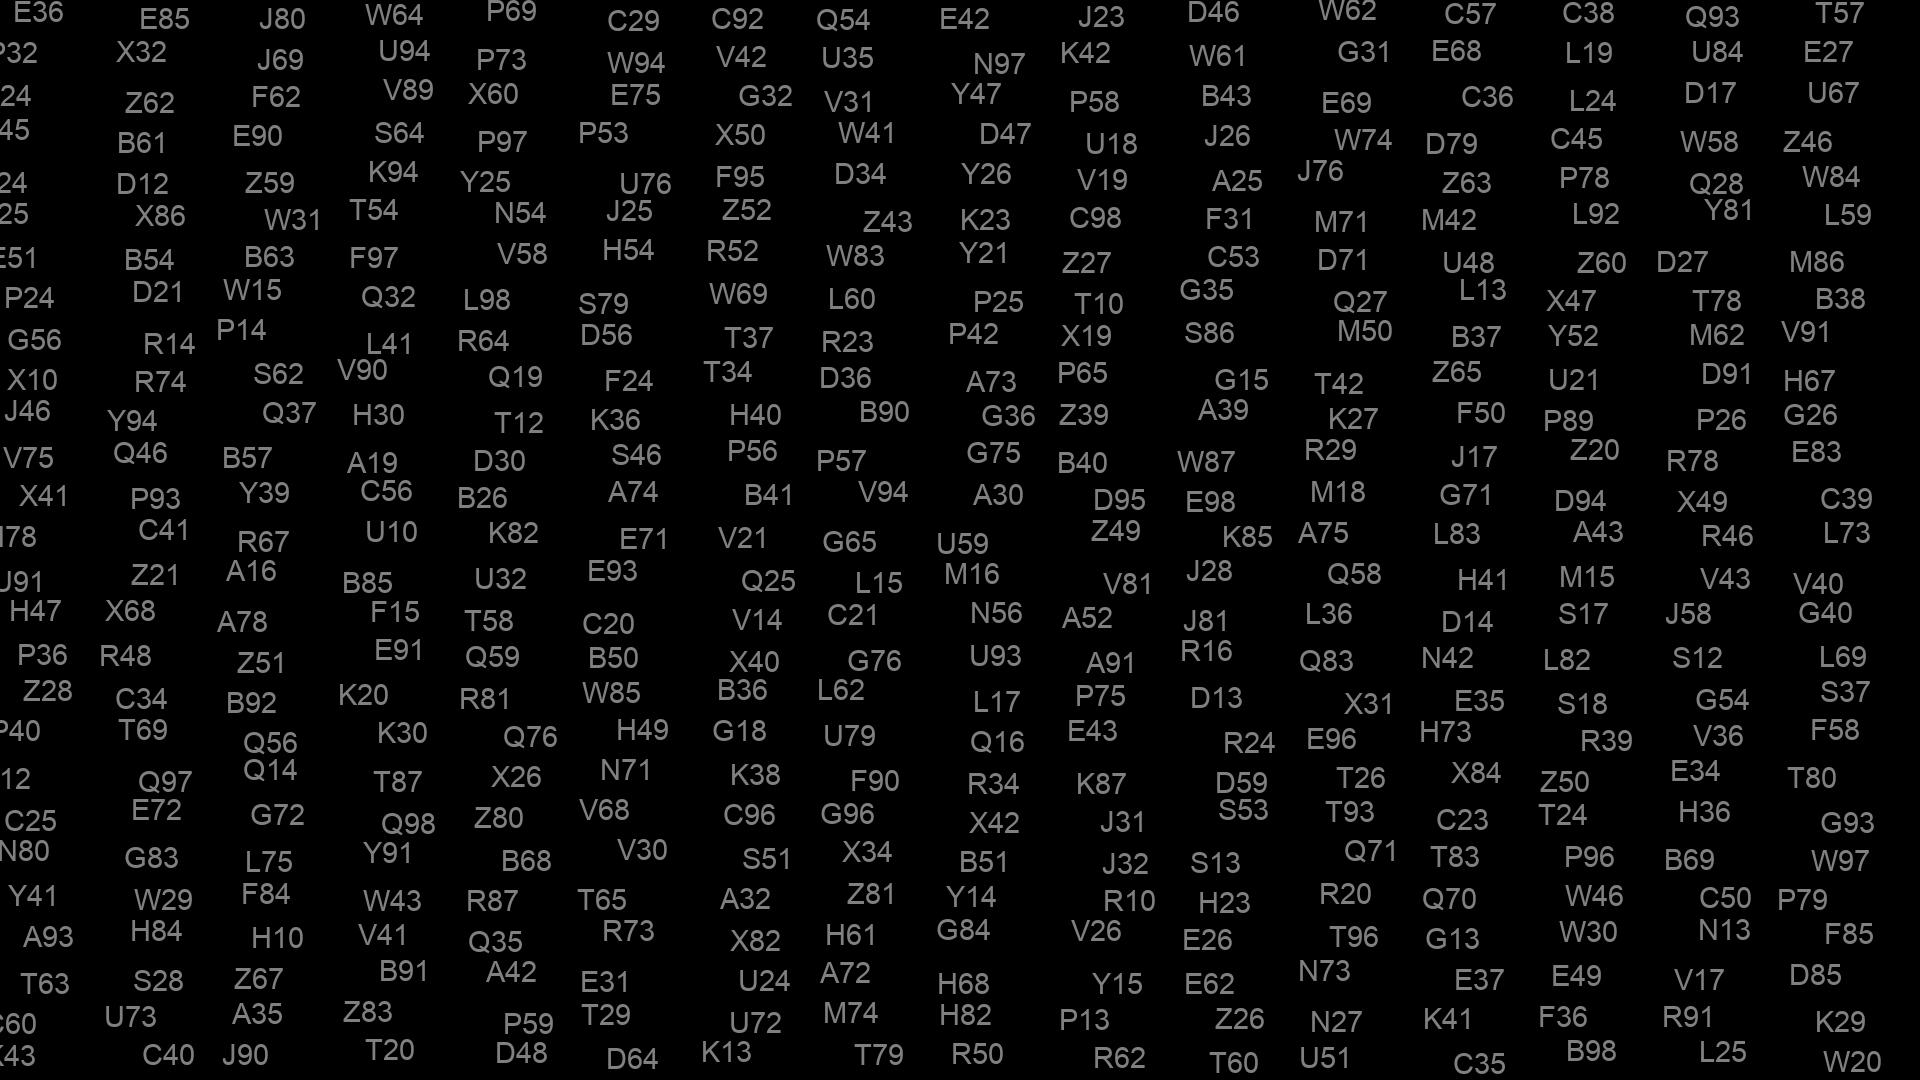 E36 E85 J80 W64 P69 C29 C92 Q54 E42 J23 D46 W62 C57 C38 Q93 T57
P32 X32 J69 U94 P73 W94 V42 U35 N97 K42 W61 G31 E68 L19 U84 E27
24 Z62 F62 V89 X60 E75 G32 V31 Y47 P58 B43 E69 C36 L24 D17 U67
45 B61 E90 S64 P97 P53 X50 W41 D47 U18 J26 W74 D79 C45 W58 Z46
24 D12 Z59 K94 Y25 U76 F95 D34 Y26 V19 A25 J76 Z63 P78 Q28 W84
25 X86 W31 T54 N54 J25 Z52 Z43 K23 C98 F31 M71 M42 L92 Y81 L59
E51 B54 B63 F97 V58 H54 R52 W83 Y21 Z27 C53 D71 U48 Z60 D27 M86
P24 D21 W15 Q32 L98 S79 W69 L60 P25 T10 G35 Q27 L13 X47 T78 B38
G56 R14 P14 L41 R64 D56 T37 R23 P42 X19 S86 M50 B37 Y52 M62 V91
X10 R74 S62 V90 Q19 F24 T34 D36 A73 P65 G15 T42 Z65 U21 D91 H67
J46 Y94 Q37 H30 T12 K36 H40 B90 G36 Z39 A39 K27 F50 P89 P26 G26
V75 Q46 B57 A19 D30 S46 P56 P57 G75 B40 W87 R29 J17 Z20 R78 E83
X41 P93 Y39 C56 B26 A74 B41 V94 A30 D95 E98 M18 G71 D94 X49 C39
78 C41 R67 U10 K82 E71 V21 G65 U59 Z49 K85 A75 L83 A43 R46 L73
U91 Z21 A16 B85 U32 E93 Q25 L15 M16 V81 J28 Q58 H41 M15 V43 V40
H47 X68 A78 F15 T58 C20 V14 C21 N56 A52 J81 L36 D14 S17 J58 G40
P36 R48 Z51 E91 Q59 B50 X40 G76 U93 A91 R16 Q83 N42 L82 S12 L69
Z28 C34 B92 K20 R81 W85 B36 L62 L17 P75 D13 X31 E35 S18 G54 S37
P40 T69 Q56 K30 Q76 H49 G18 U79 Q16 E43 R24 E96 H73 R39 V36 F58
12 Q97 Q14 T87 X26 N71 K38 F90 R34 K87 D59 T26 X84 Z50 E34 T80
C25 E72 G72 Q98 Z80 V68 C96 G96 X42 J31 S53 T93 C23 T24 H36 G93
N80 G83 L75 Y91 B68 V30 S51 X34 B51 J32 S13 Q71 T83 P96 B69 W97
Y41 W29 F84 W43 R87 T65 A32 Z81 Y14 R10 H23 R20 Q70 W46 C50 P79
A93 H84 H10 V41 Q35 R73 X82 H61 G84 V26 E26 T96 G13 W30 N13 F85
T63 S28 Z67 B91 A42 E31 U24 A72 H68 Y15 E62 N73 E37 E49 V17 D85
60 U73 A35 Z83 P59 T29 U72 M74 H82 P13 Z26 N27 K41 F36 R91 K29
43 C40 J90 T20 D48 D64 K13 T79 R50 R62 T60 U51 C35 B98 L25 W20